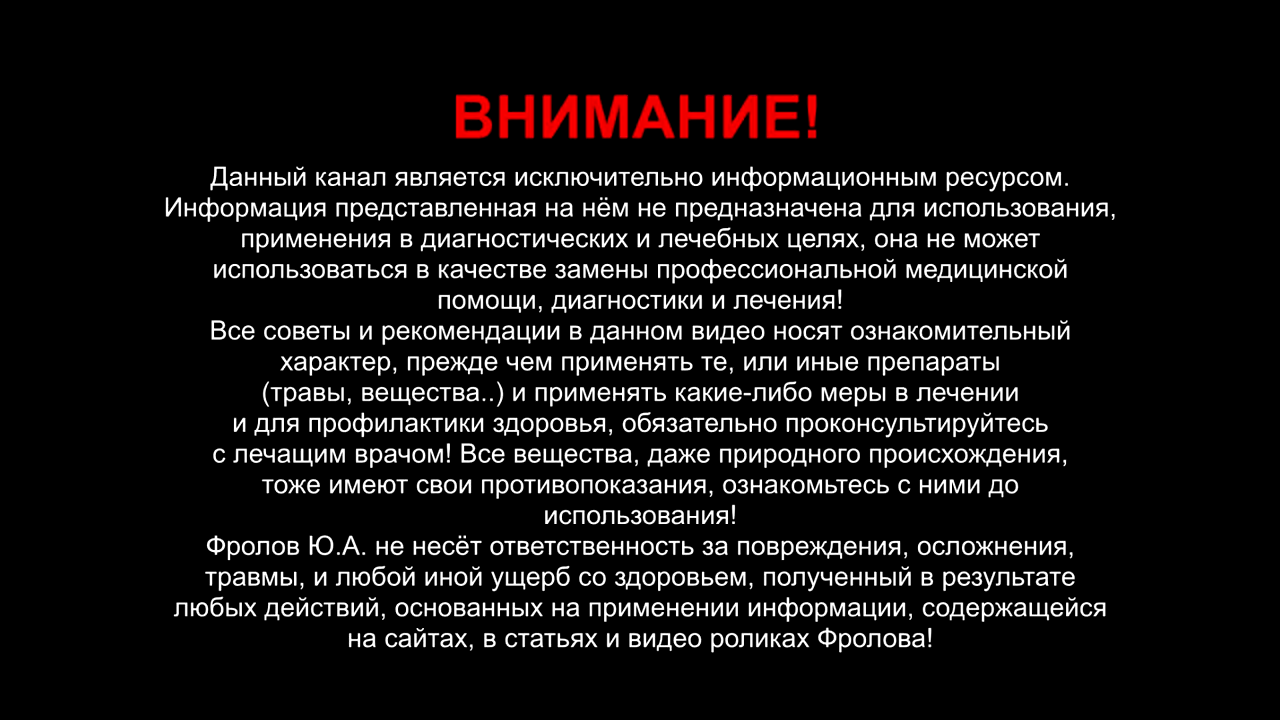 ВНИМАНИЕ!
Данный канал является исключительно информационным ресурсом.
Информация представленная на нём не предназначена для использования,
применения в диагностических и лечебных целях, она не может
использоваться в качестве замены профессиональной медицинской
помощи, диагностики и лечения!
Все советы и рекомендации в данном видео носят ознакомительный
характер, прежде чем применять те, или иные препараты
(травы, вещества..) и применять какие-либо меры в лечении
и для профилактики здоровья, обязательно проконсультируйтесь
с лечащим врачом! Все вещества, даже природного происхождения,
тоже имеют свои противопоказания, ознакомьтесь с ними до
использования!
Фролов Ю.А. не несёт ответственность за повреждения, осложнения,
травмы, и любой иной ущерб со здоровьем, полученный в результате
любых действий, основанных на применении информации, содержащейся
на сайтах, в статьях и видео роликах Фролова!